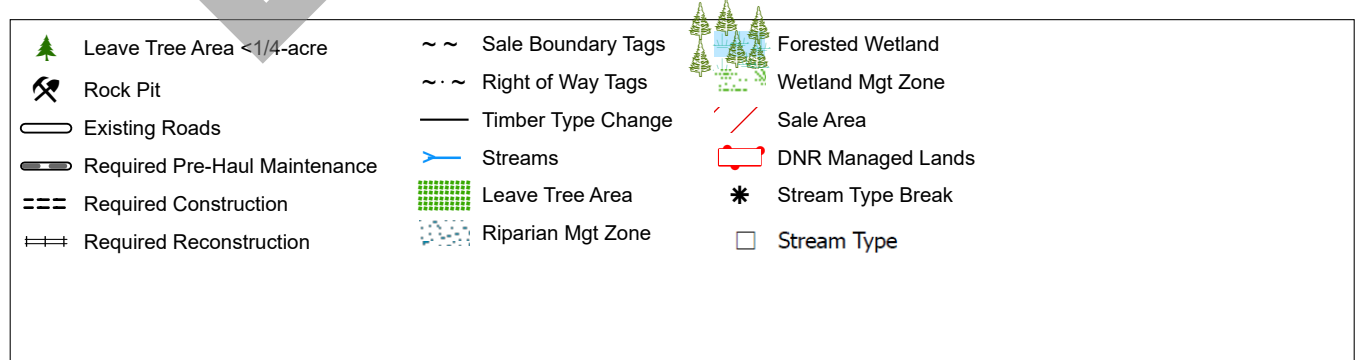 Leave Tree Area <1/4-acre
Rock Pit
Existing Roads
Required Pre-Haul Maintenance
Required Construction
Required Reconstruction
Sale Boundary Tags
Right of Way Tags
Timber Type Change
Streams
Leave Tree Area
Riparian Mgt Zone
Forested Wetland
Wetland Mgt Zone
Sale Area
DNR Managed Lands
Stream Type Break
Stream Type